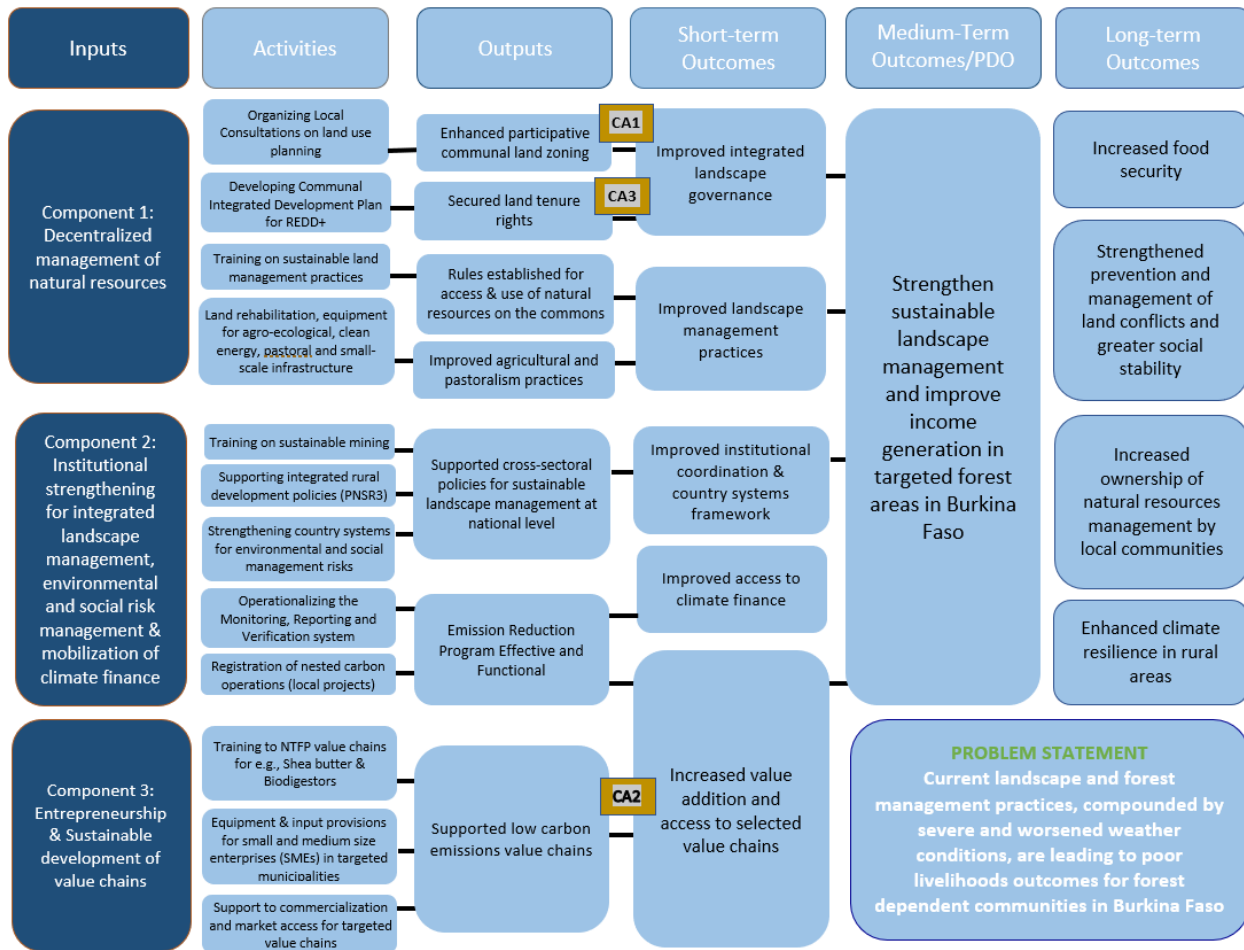 Inputs
Activities
Outputs
Short-term
Outcomes
Medium-Term
Outcomes/PDO
Long-term
Outcomes
Component 1:
Decentralized
management of
natural resources
Organizing Local
Consultations on land use
planning
Developing Communal
Integrated Development Plan
for REDD+
Training on sustainable land
management practices
Land rehabilitation, equipment
for agro-ecological, clean
energy, pastoral and small-
scale infrastructure
Enhanced participative
communal land zoning
Secured land tenure
rights
Rules established for
access & use of natural
resources on the commons
Improved agricultural and
pastoralism practices
CA1
CA3
Improved integrated
landscape
governance
Improved landscape
management
practices
Component 2:
Institutional
strengthening
for integrated
landscape
management,
environmental
and social risk
management &
mobilization of
climate finance
Training on sustainable mining
Supporting integrated rural
development policies (PNSR3)
Strengthening country systems
for environmental and social
management risks
Operationalizing the
Monitoring, Reporting and
Verification system
Registration of nested carbon
operations (local projects)
Supported cross-sectoral
policies for sustainable
landscape management at
national level
Emission Reduction
Program Effective and
Functional
Improved institutional
coordination &
country systems
framework
Improved access to
climate finance
Component 3:
Entrepreneurship
& Sustainable
development of
value chains
Training to NTFP value chains
for e.g., Shea butter &
Biodigestors
Equipment & input provisions
for small and medium size
enterprises (SMEs) in targeted
municipalities
Support to commercialization
and market access for targeted
value chains
Supported low carbon
emissions value chains
CA2
Increased value
addition and
access to selected
value chains
Strengthen
sustainable
landscape
management
and improve
income
generation in
targeted forest
areas in Burkina
Faso
Increased food
security
Strengthened
prevention and
management of
land conflicts and
greater social
stability
Increased
ownership of
natural resources
management by
local communities
Enhanced climate
resilience in rural
areas
PROBLEM STATEMENT
Current landscape and forest
management practices, compounded by
severe and worsened weather
conditions, are leading to poor
livelihoods outcomes for forest
dependent communities in Burkina Faso